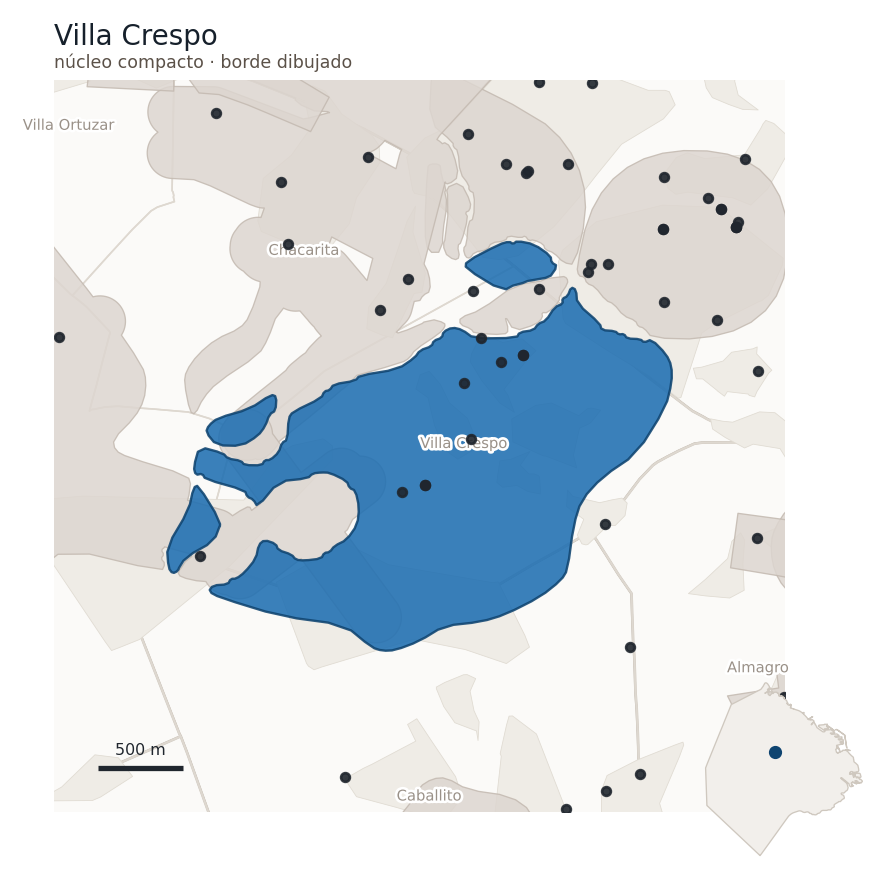 Villa Crespo
núcleo compacto · borde dibujado
Villa Ortuzar
Chacarita
Villa Crespo
Almagro
500 m
Caballito